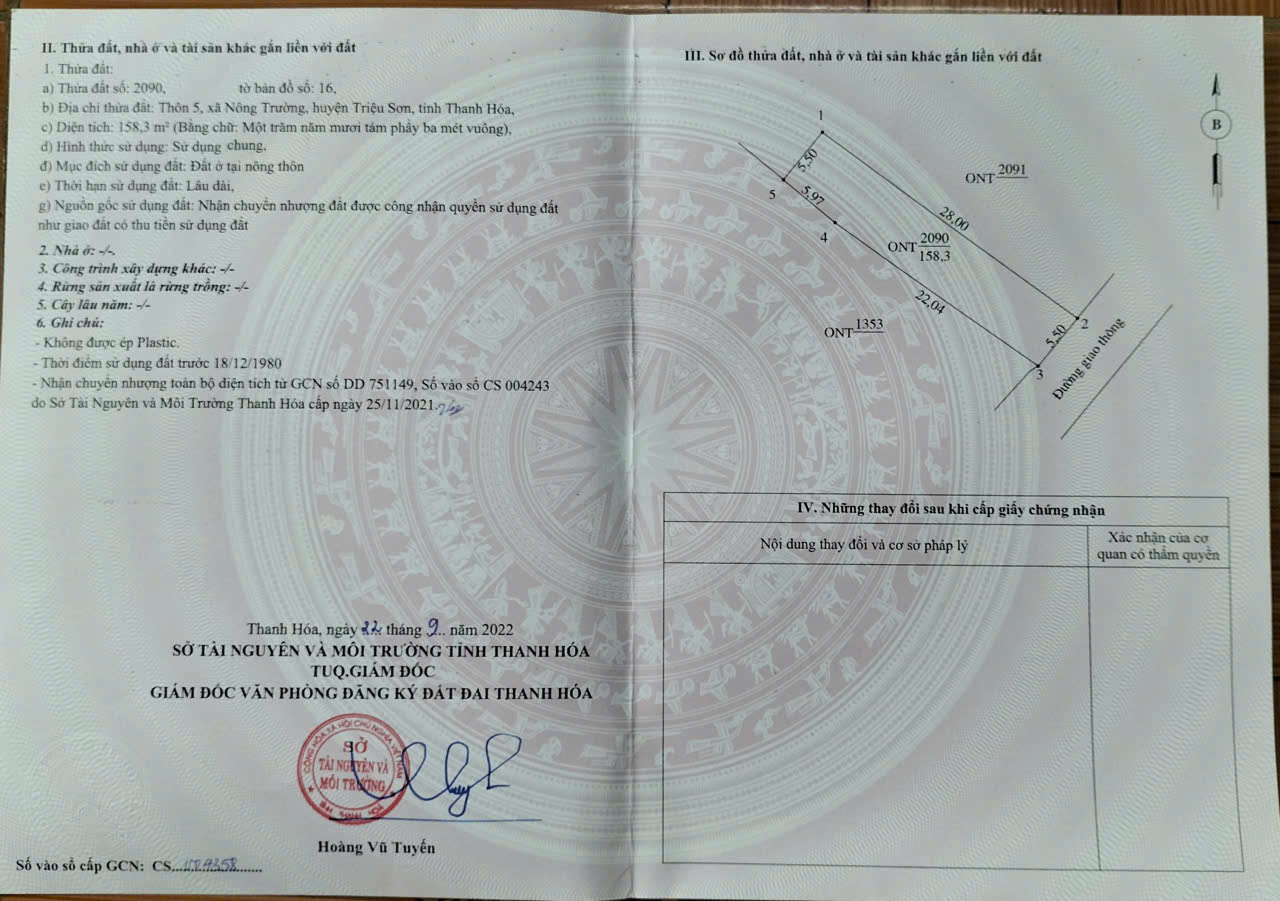 II. Thửa đất, nhà ở và tài sản khác gắn liền với đất
1. Thửa đất:
a) Thửa đất số: 2090, tờ bản đồ số: 16,
b) Địa chỉ thửa đất: Thôn 5, xã Nông Trường, huyện Triệu Sơn, tỉnh Thanh Hóa,
c) Diện tích: 158,3 m² (Bằng chữ: Một trăm năm mươi tám phẩy ba mét vuông),
d) Hình thức sử dụng: Sử dụng chung,
đ) Mục đích sử dụng đất: Đất ở tại nông thôn
e) Thời hạn sử dụng đất: Lâu dài,
g) Nguồn gốc sử dụng đất: Nhận chuyển nhượng đất được công nhận quyền sử dụng đất
như giao đất có thu tiền sử dụng đất
2. Nhà ở: -/-.
3. Công trình xây dựng khác: -/-
4. Rừng sản xuất là rừng trồng: -/-
5. Cây lâu năm: -/-
6. Ghi chú:
- Không được ép Plastic.
- Thời điểm sử dụng đất trước 18/12/1980
- Nhận chuyển nhượng toàn bộ diện tích từ GCN số DD 751149, Số vào sổ CS 004243
do Sở Tài Nguyên và Môi Trường Thanh Hóa cấp ngày 25/11/2021.
Thanh Hóa, ngày 22 tháng 9.. năm 2022
SỞ TÀI NGUYÊN VÀ MÔI TRƯỜNG TỈNH THANH HÓA
TUQ.GIÁM ĐỐC
GIÁM ĐỐC VĂN PHÒNG ĐĂNG KÝ ĐẤT ĐAI THANH HÓA
CỘNG HÒA XÃ HỘI CHỦ NGHĨA VIỆT NAM
SỞ
TÀI NGUYÊN VÀ
MÔI TRƯỜNG
TỈNH THANH HOÁ
Hoàng Vũ Tuyến
Số vào sổ cấp GCN: CS
III. Sơ đồ thửa đất, nhà ở và tài sản khác gắn liền với đất
B
1
5,50
5
5,97
4
ONT 2091
28,00
ONT 2090
158,3
22,04
ONT 1353
2
5,50
3
Đường giao thông
IV. Những thay đổi sau khi cấp giấy chứng nhận
Nội dung thay đổi và cơ sở pháp lý
Xác nhận của cơ
quan có thẩm quyền